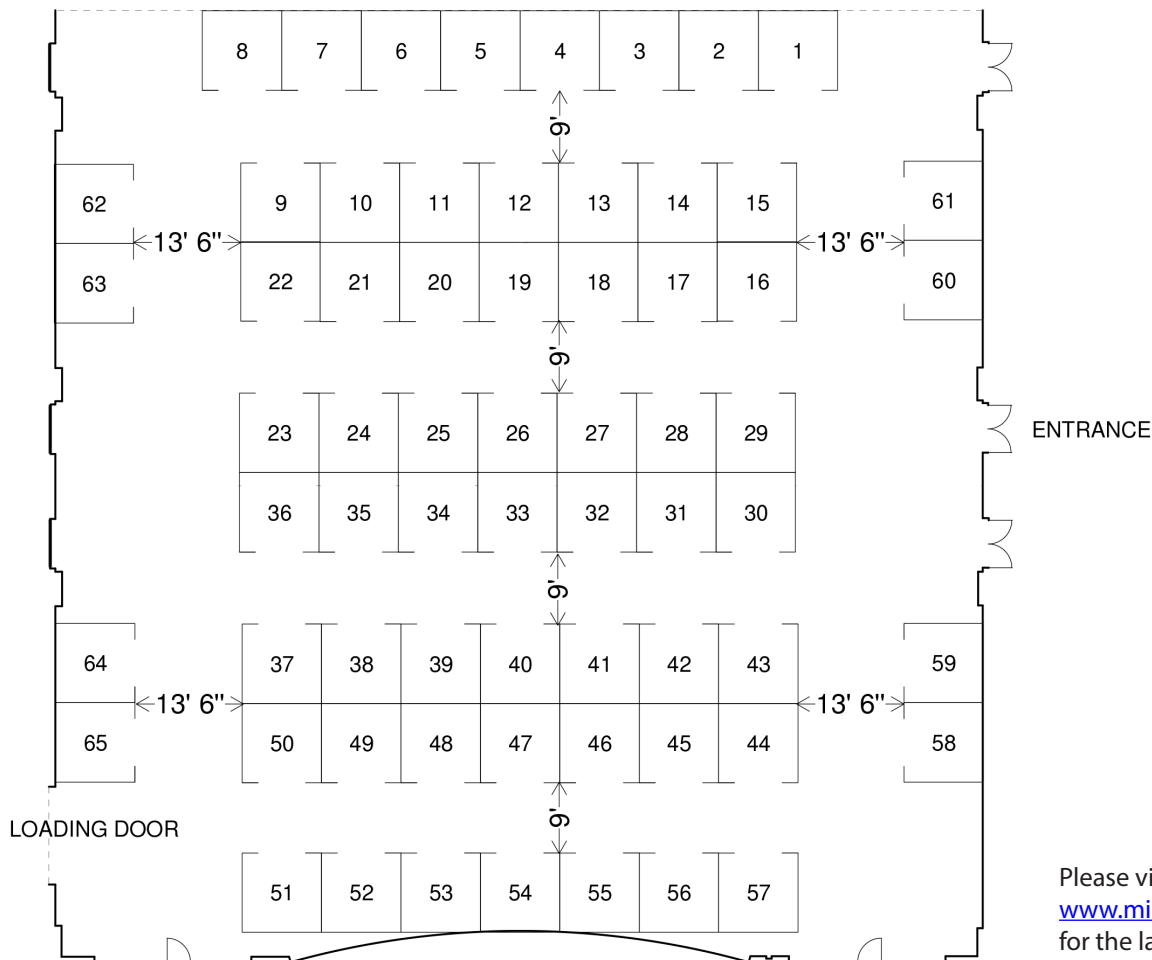 8 7 6 5 4 3 2 1
9'
62 9 10 11 12 13 14 15 61
13' 6" 13' 6"
63 22 21 20 19 18 17 16 60
9'
23 24 25 26 27 28 29
ENTRANCE
36 35 34 33 32 31 30
9'
64 37 38 39 40 41 42 43 59
13' 6" 13' 6"
65 50 49 48 47 46 45 44 58
9'
LOADING DOOR
51 52 53 54 55 56 57
Please vi
www.mi
for the la